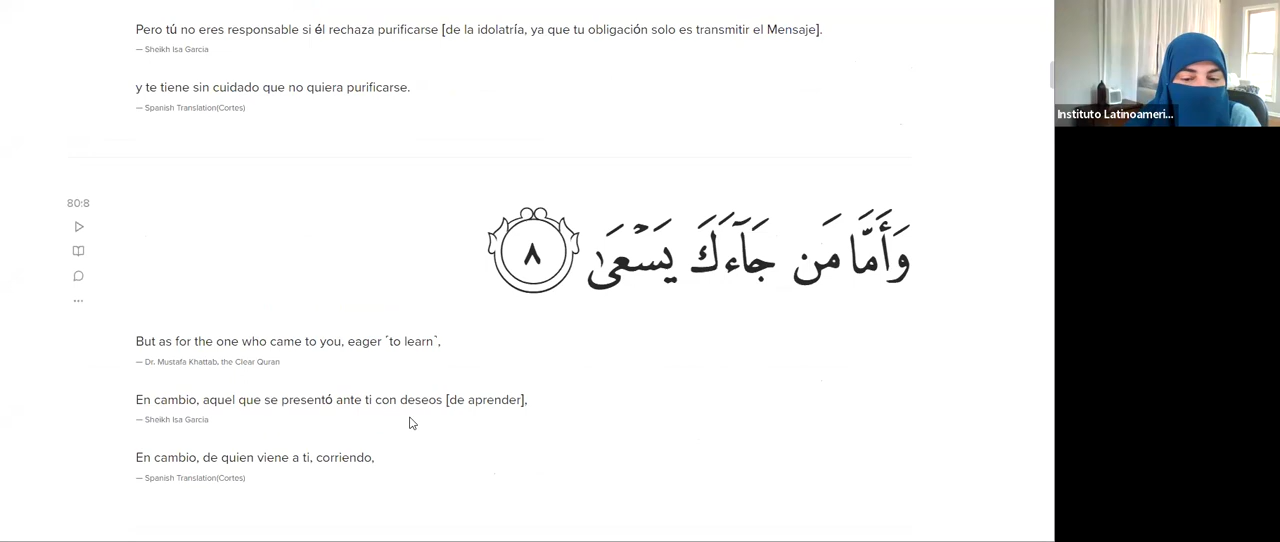 Pero tú no eres responsable si él rechaza purificarse [de la idolatría, ya que tu obligación solo es transmitir el Mensaje].
— Sheikh Isa Garcia
y te tiene sin cuidado que no quiera purificarse.
— Spanish Translation(Cortes)
80:8
وَأَمَّا مَن جَآءَكَ يَسْعَىٰ ٨
...
But as for the one who came to you, eager ˹to learn˺,
— Dr. Mustafa Khattab, the Clear Quran
En cambio, aquel que se presentó ante ti con deseos [de aprender],
— Sheikh Isa Garcia
En cambio, de quien viene a ti, corriendo,
— Spanish Translation(Cortes)
Instituto Latinoameri...